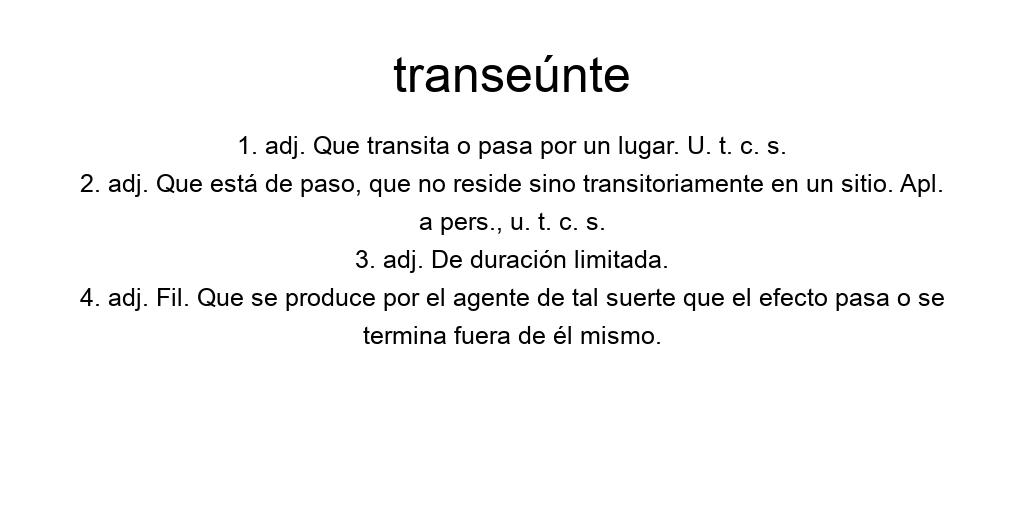 transeúnte
1. adj. Que transita o pasa por un lugar. U. t. c. s.
2. adj. Que está de paso, que no reside sino transitoriamente en un sitio. Apl.
a pers., u. t. c. s.
3. adj. De duración limitada.
4. adj. Fil. Que se produce por el agente de tal suerte que el efecto pasa o se
termina fuera de él mismo.